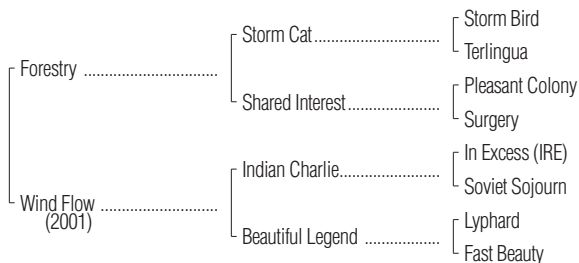 Storm Bird
Storm Cat
Terlingua
Forestry
Pleasant Colony
Shared Interest
Surgery
In Excess (IRE)
Indian Charlie
Soviet Sojourn
Wind Flow
(2001)
Lyphard
Beautiful Legend
Fast Beauty